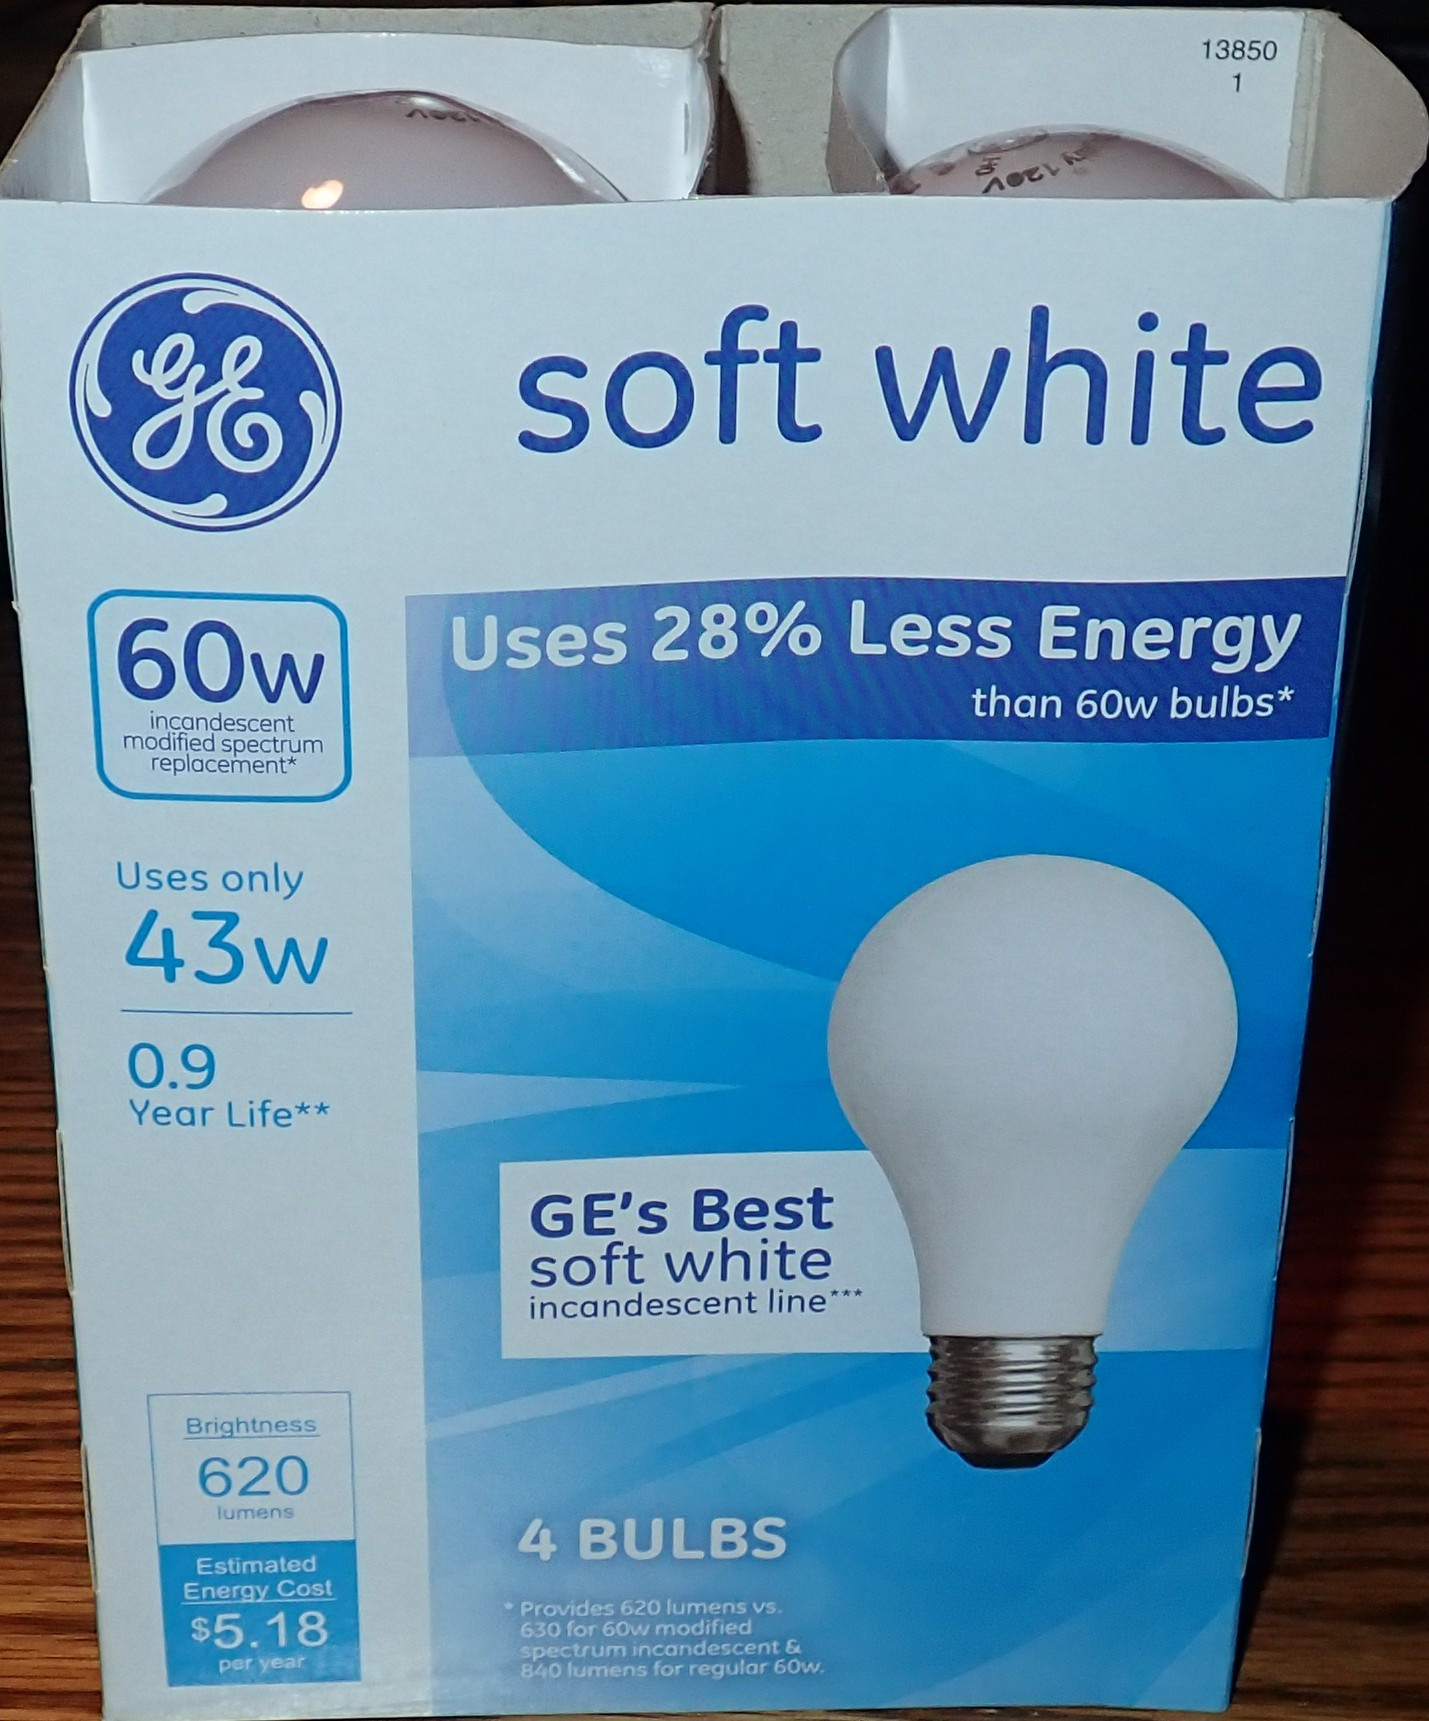 13850
1
120V
120V
GE
soft white
60w
incandescent
modified spectrum
replacement*
Uses 28% Less Energy
than 60w bulbs*
Uses only
43w
0.9
Year Life**
GE's Best
soft white
incandescent line***
Brightness
620
lumens
Estimated
Energy Cost
$5.18
per year
4 BULBS
* Provides 620 lumens vs.
630 for 60w modified
spectrum incandescent &
840 lumens for regular 60w.